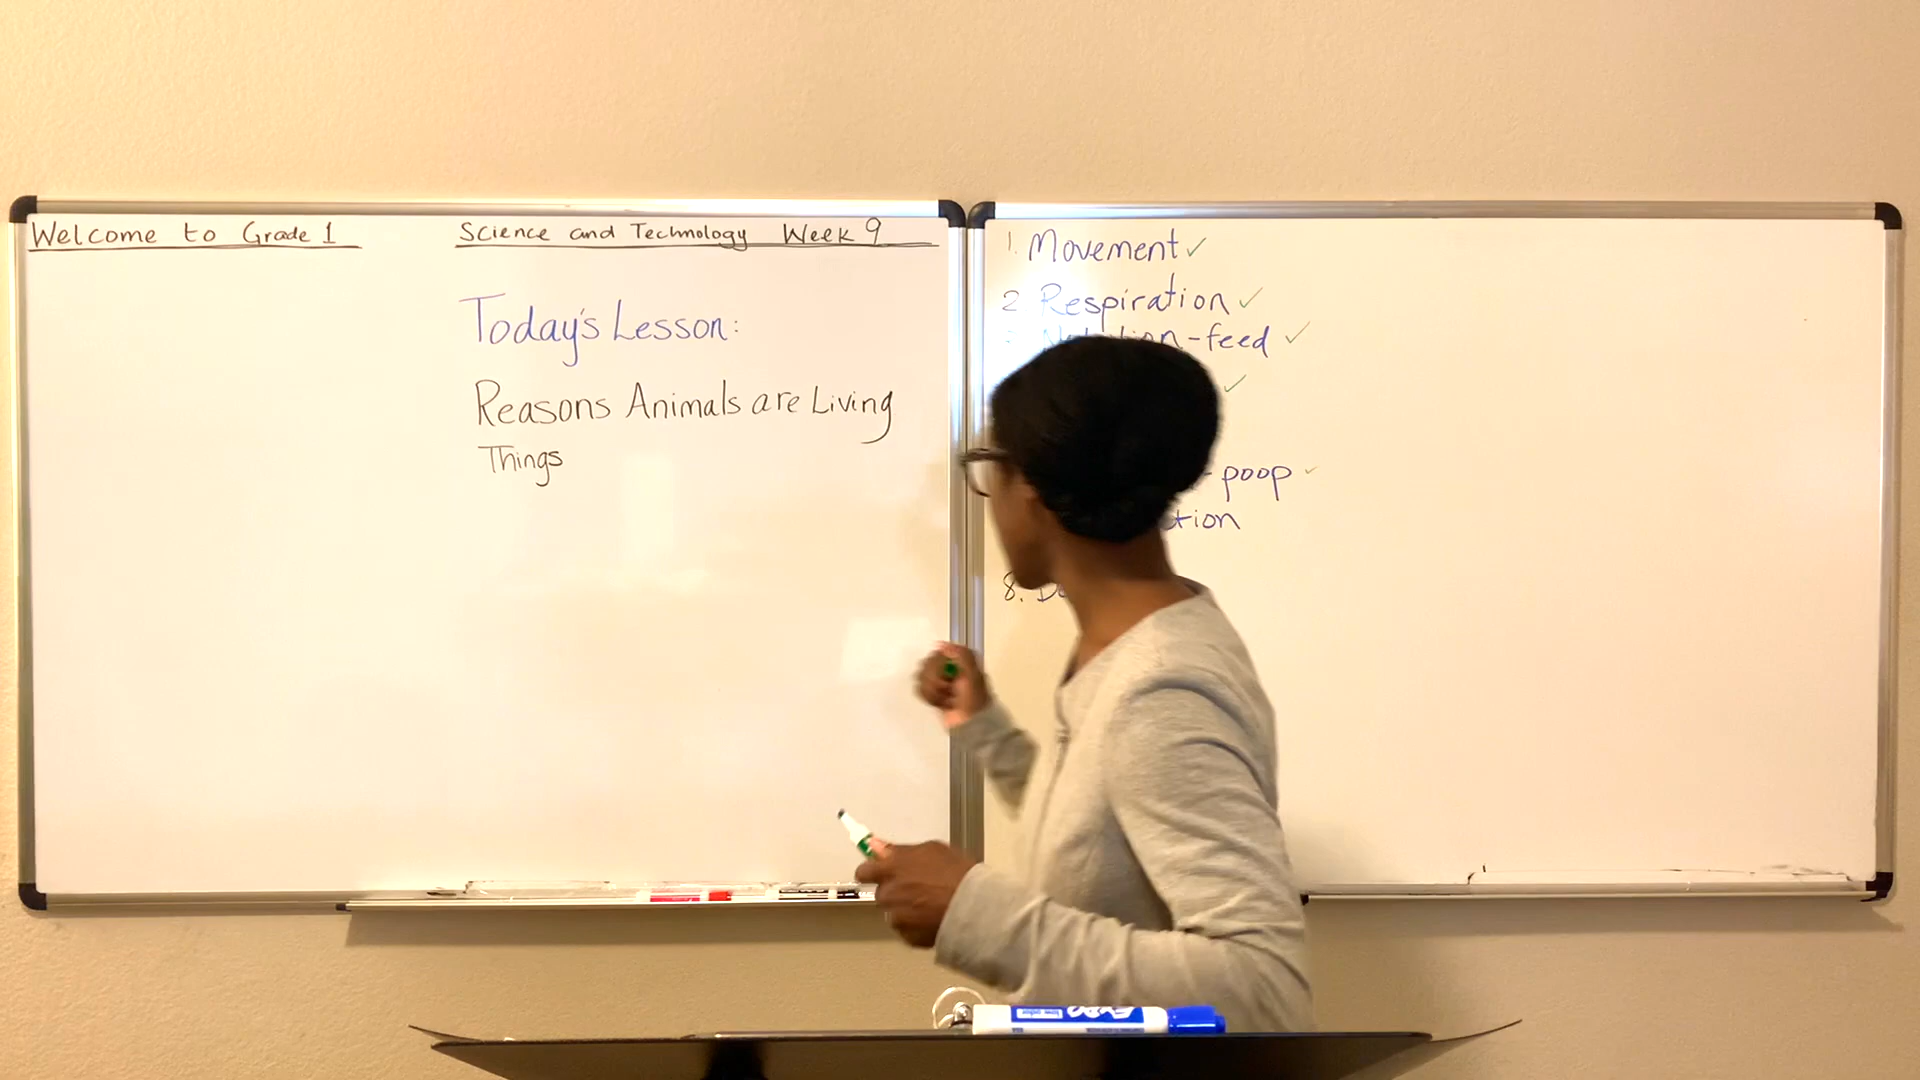 Welcome to Grade 1
Science and Technology Week 9
Today's Lesson:
Reasons Animals are Living
Things
1. Movement ✓
2 Respiration ✓
-feed ✓
✓
- poop ✓
8.
EXPO